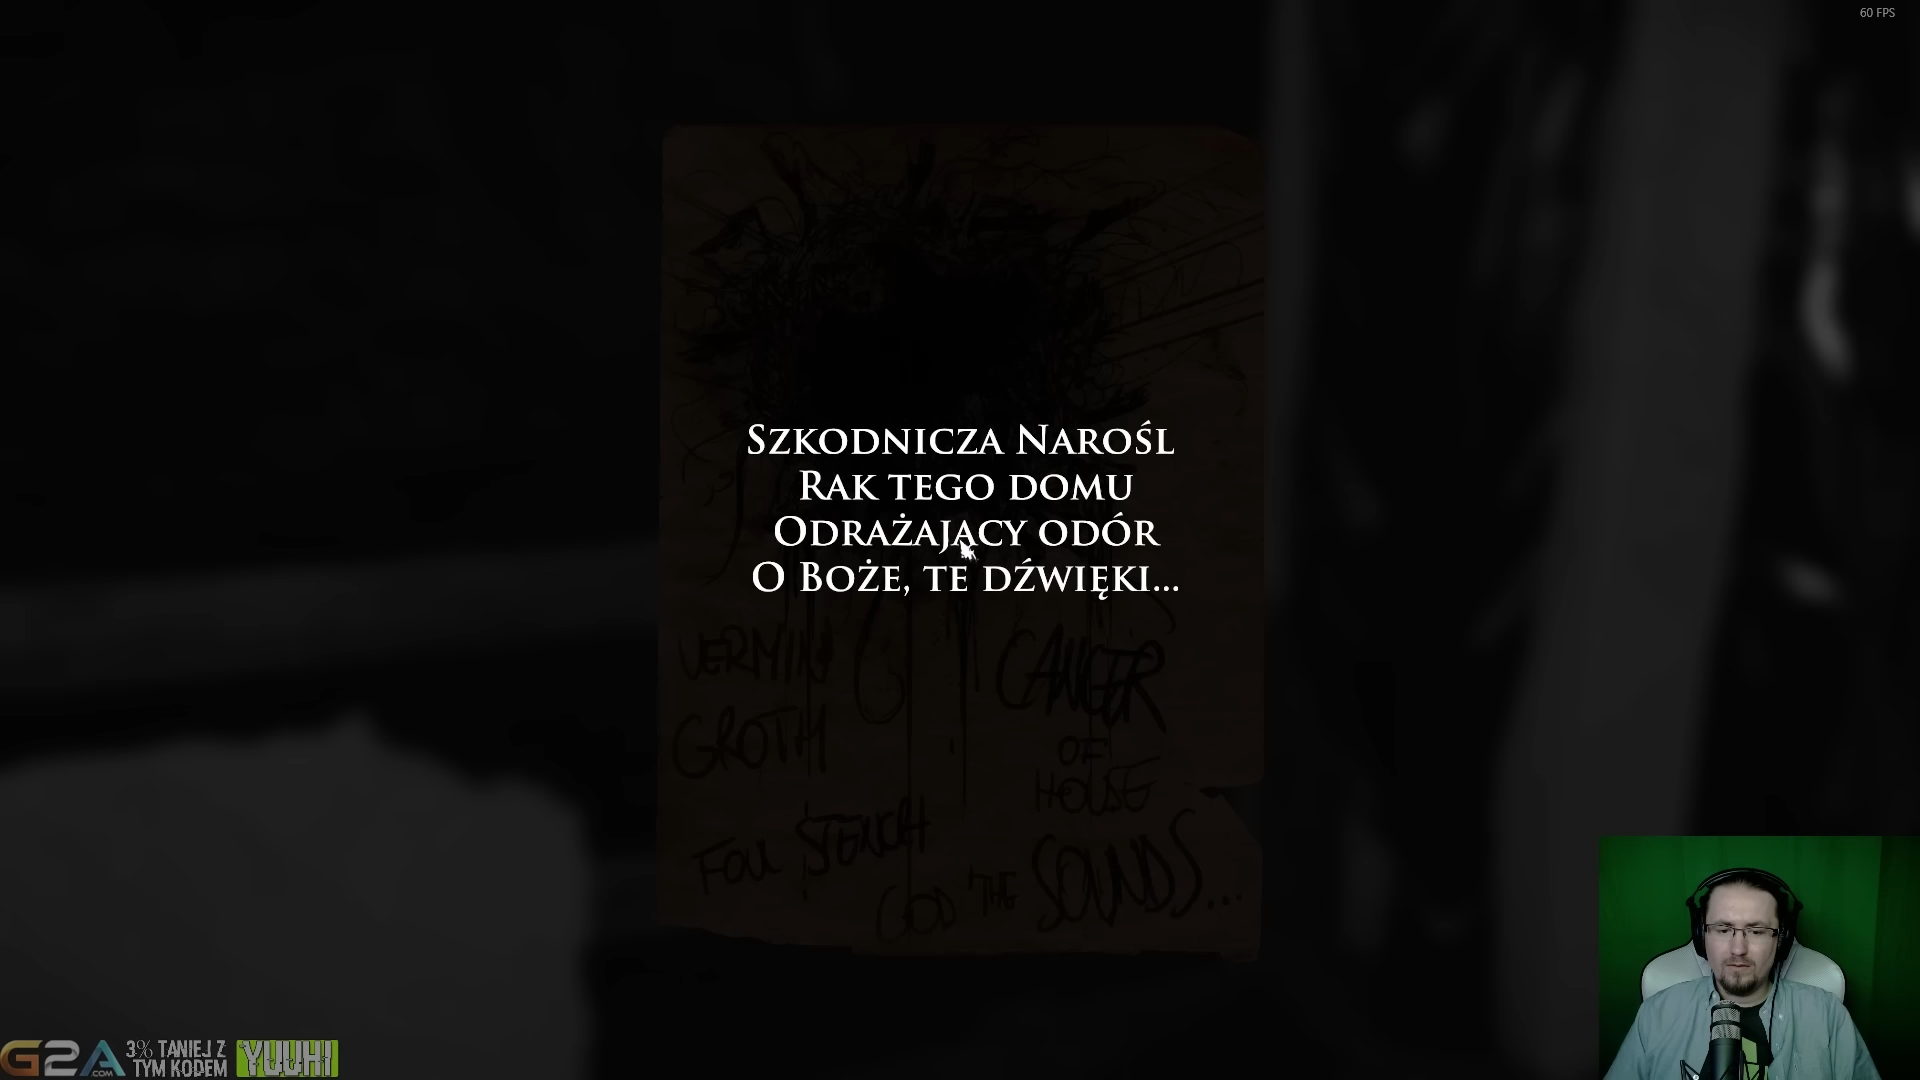 60 FPS
Szkodnicza Narośl
Rak tego domu
Odrażający odór
O Boże, te dźwięki...
VERMIN
GROTH
CANCER
OF
HOUSE
FOUL STENCH
GOD THE SOUNDS...
G2A
.COM
3% TANIEJ Z
TYM KODEM
YUUHI